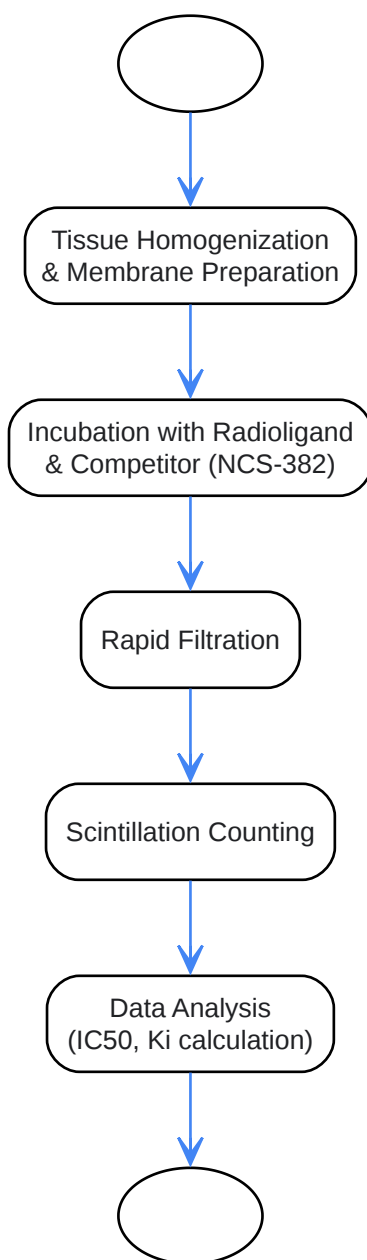 Tissue Homogenization
& Membrane Preparation
Incubation with Radioligand
& Competitor (NCS-382)
Rapid Filtration
Scintillation Counting
Data Analysis
(IC50, Ki calculation)